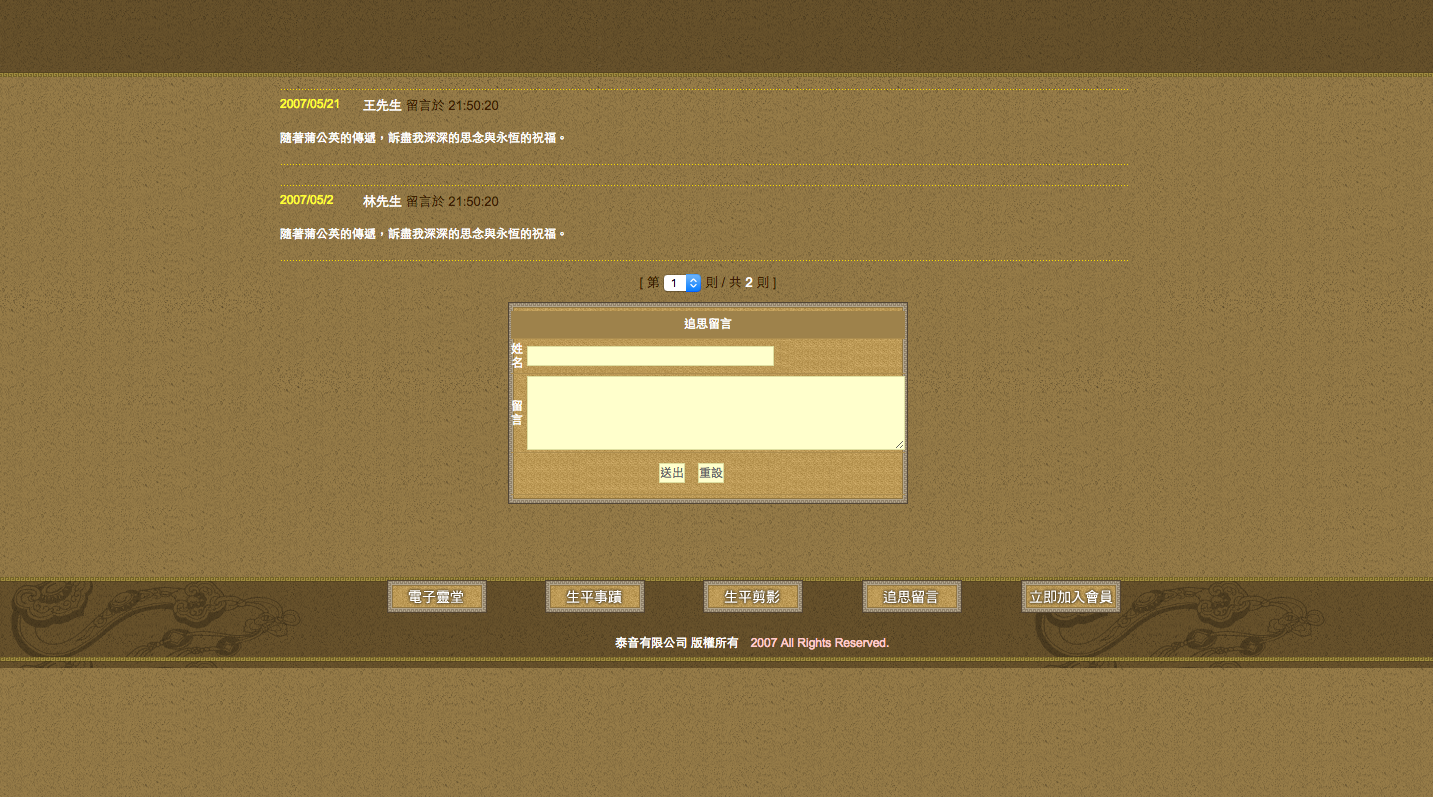 2007/05/21 王先生 留言於 21:50:20
隨著蒲公英的傳遞，訴盡我深深的思念與永恆的祝福。
2007/05/2 林先生 留言於 21:50:20
隨著蒲公英的傳遞，訴盡我深深的思念與永恆的祝福。
[ 第 1 則 / 共 2 則 ]
追思留言
姓名
留言
送出 重設
電子靈堂 生平事蹟 生平剪影 追思留言 立即加入會員
泰音有限公司 版權所有 2007 All Rights Reserved.